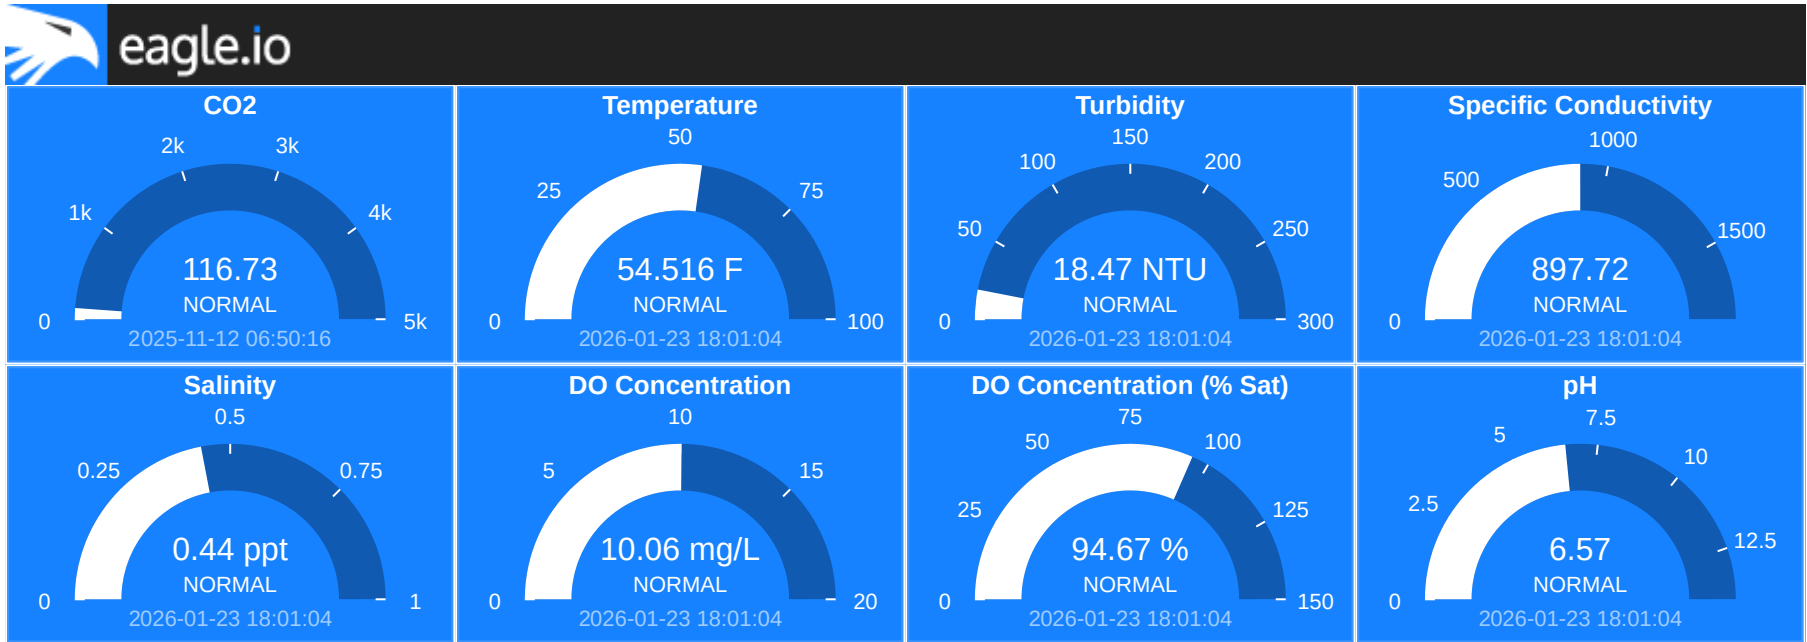 eagle.io
CO2
0
1k
2k
3k
4k
5k
116.73
NORMAL
2025-11-12 06:50:16
Temperature
0
25
50
75
100
54.516 F
NORMAL
2026-01-23 18:01:04
Turbidity
0
50
100
150
200
250
300
18.47 NTU
NORMAL
2026-01-23 18:01:04
Specific Conductivity
0
500
1000
1500
897.72
NORMAL
2026-01-23 18:01:04
Salinity
0
0.25
0.5
0.75
1
0.44 ppt
NORMAL
2026-01-23 18:01:04
DO Concentration
0
5
10
15
20
10.06 mg/L
NORMAL
2026-01-23 18:01:04
DO Concentration (% Sat)
0
25
50
75
100
125
150
94.67 %
NORMAL
2026-01-23 18:01:04
pH
0
2.5
5
7.5
10
12.5
6.57
NORMAL
2026-01-23 18:01:04